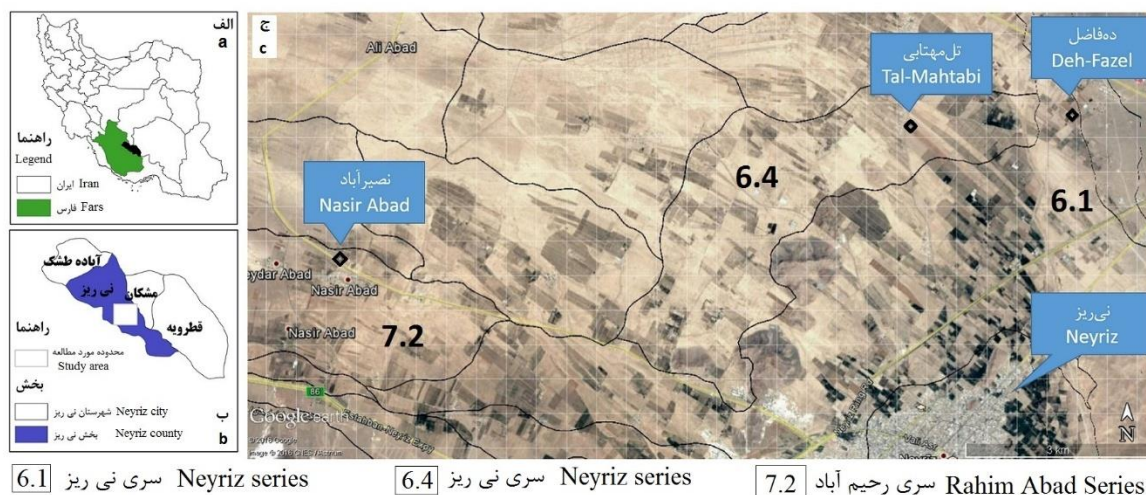 الف
a
راهنما
Legend
ایران Iran
فارس Fars
آباده طشک
نی ریز
مشکان
قطرویه
راهنما
محدوده مورد مطالعه
Study area
بخش
شهرستان نی ریز Neyriz city
بخش نی ریز Neyriz county
ب
b
ج
c
Ali Abad
تل‌مهتابی
Tal-Mahtabi
ده‌فاضل
Deh-Fazel
نصیرآباد
Nasir Abad
6.4
6.1
Nasir Abad
Nasir Abad
7.2
نی‌ریز
Neyriz
86
Google earth
N
3 km
6.1 سری نی ریز Neyriz series
6.4 سری نی ریز Neyriz series
7.2 سری رحیم آباد Rahim Abad Series